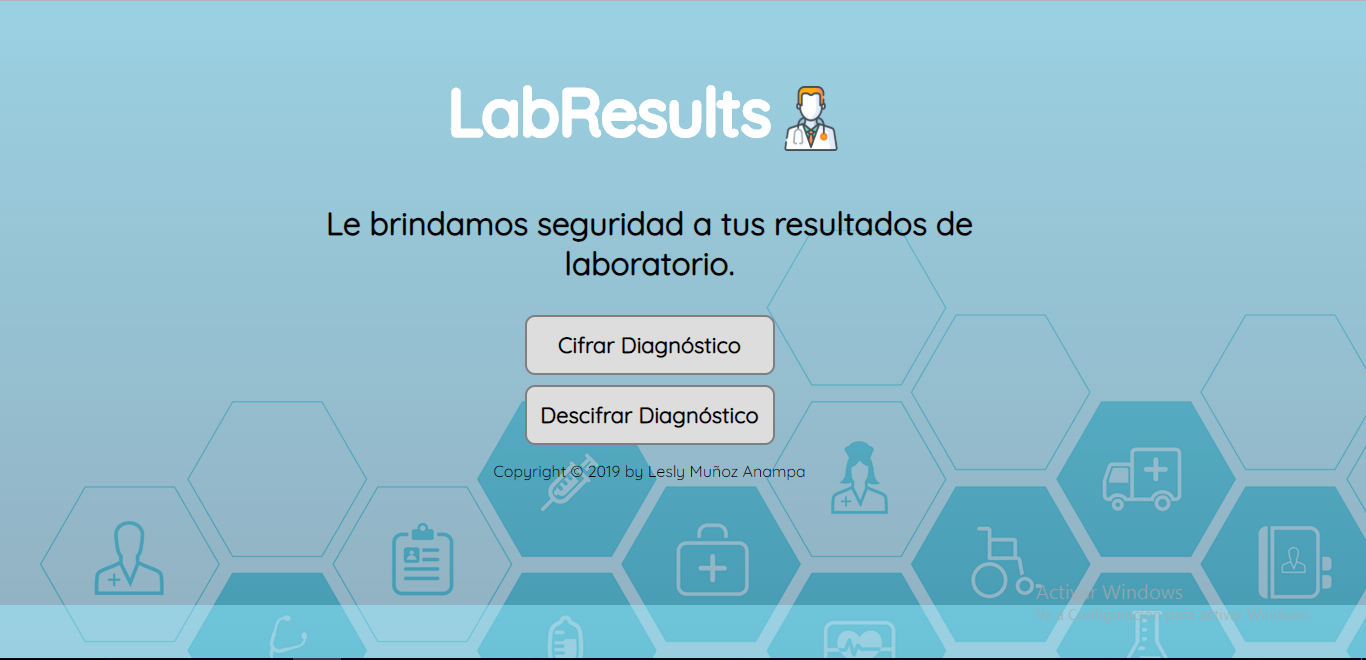 LabResults
Le brindamos seguridad a tus resultados de
laboratorio.
Cifrar Diagnóstico
Descifrar Diagnóstico
Copyright © 2019 by Lesly Muñoz Anampa
Activar Windows
Ve a Configuración para activar Windows.